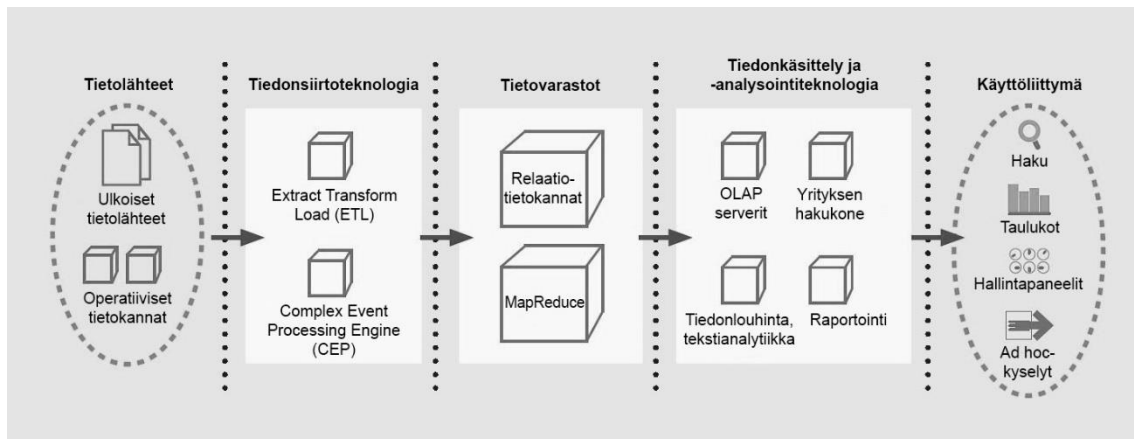 Tietolähteet
Ulkoiset
tietolähteet
Operatiiviset
tietokannat
Tiedonsiirtoteknologia
Extract Transform
Load (ETL)
Complex Event
Processing Engine
(CEP)
Tietovarastot
Relaatio-
tietokannat
MapReduce
Tiedonkäsittely ja
-analysointiteknologia
OLAP
serverit
Yrityksen
hakukone
Tiedonlouhinta,
tekstianalytiikka
Raportointi
Käyttöliittymä
Haku
Taulukot
Hallintapaneelit
Ad hoc-
kyselyt